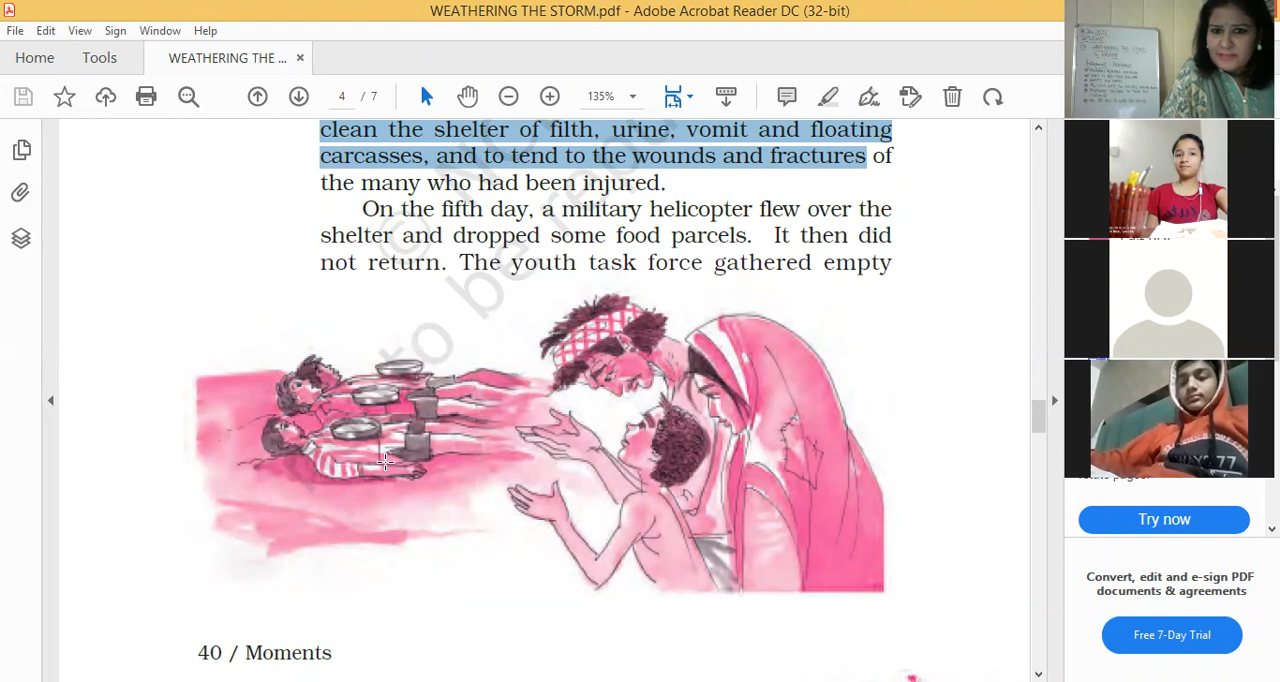 WEATHERING THE STORM.pdf - Adobe Acrobat Reader DC (32-bit)
File Edit View Sign Window Help
Home Tools WEATHERING THE ... ×
4 / 7 135%
clean the shelter of filth, urine, vomit and floating
carcasses, and to tend to the wounds and fractures of
the many who had been injured.
On the fifth day, a military helicopter flew over the
shelter and dropped some food parcels. It then did
not return. The youth task force gathered empty
©
to be
40 / Moments
77
Try now
Convert, edit and e-sign PDF
documents & agreements
Free 7-Day Trial